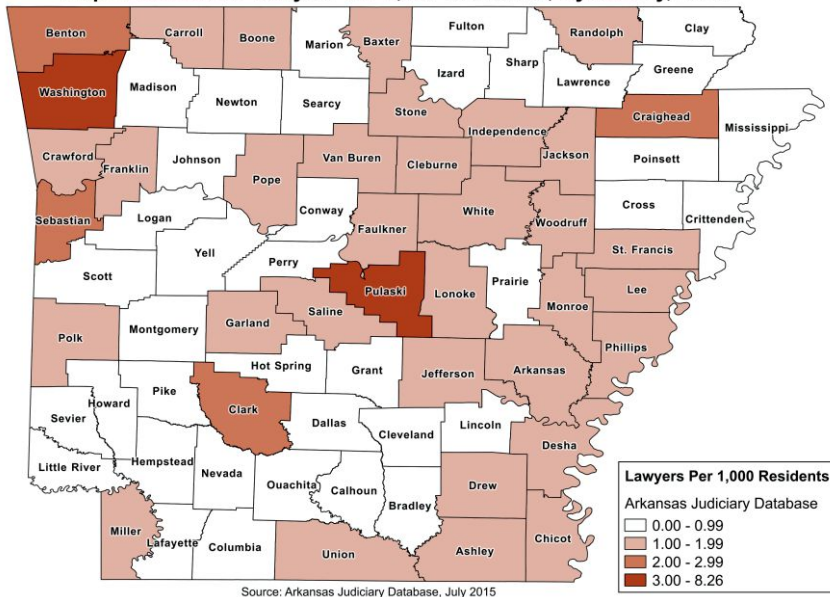 Benton
Carroll
Boone
Marion
Baxter
Fulton
Randolph
Clay
Washington
Madison
Newton
Searcy
Izard
Sharp
Lawrence
Greene
Stone
Independence
Craighead
Mississippi
Crawford
Franklin
Johnson
Pope
Van Buren
Cleburne
Jackson
Poinsett
Sebastian
Logan
Conway
Faulkner
White
Woodruff
Cross
Crittenden
Scott
Yell
Perry
Pulaski
Lonoke
Prairie
St. Francis
Monroe
Lee
Polk
Montgomery
Garland
Saline
Hot Spring
Grant
Jefferson
Arkansas
Phillips
Sevier
Howard
Pike
Clark
Dallas
Cleveland
Lincoln
Desha
Little River
Hempstead
Nevada
Ouachita
Calhoun
Bradley
Drew
Miller
Lafayette
Columbia
Union
Ashley
Chicot
Lawyers Per 1,000 Residents
Arkansas Judiciary Database
0.00 - 0.99
1.00 - 1.99
2.00 - 2.99
3.00 - 8.26
Source: Arkansas Judiciary Database, July 2015